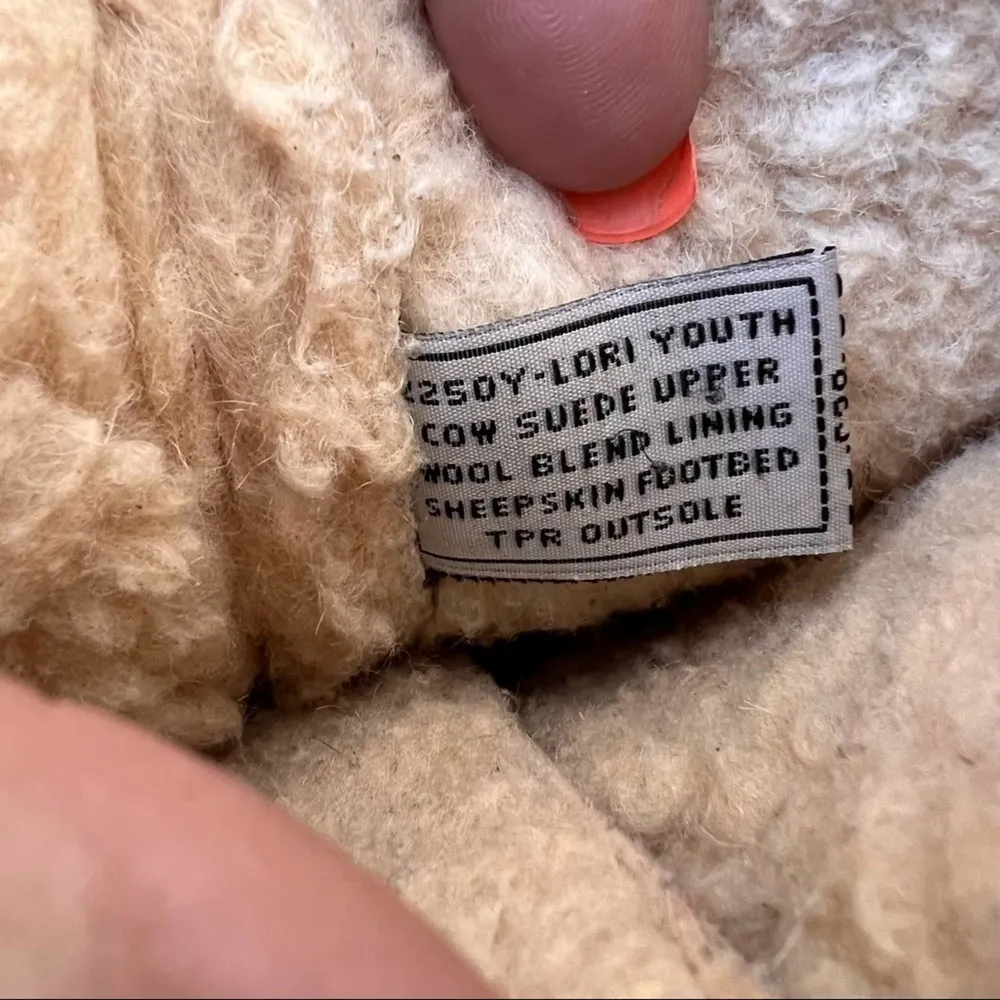 2250Y-LORI YOUTH
COW SUEDE UPPER
WOOL BLEND LINING
SHEEPSKIN FOOTBED
TPR OUTSOLE